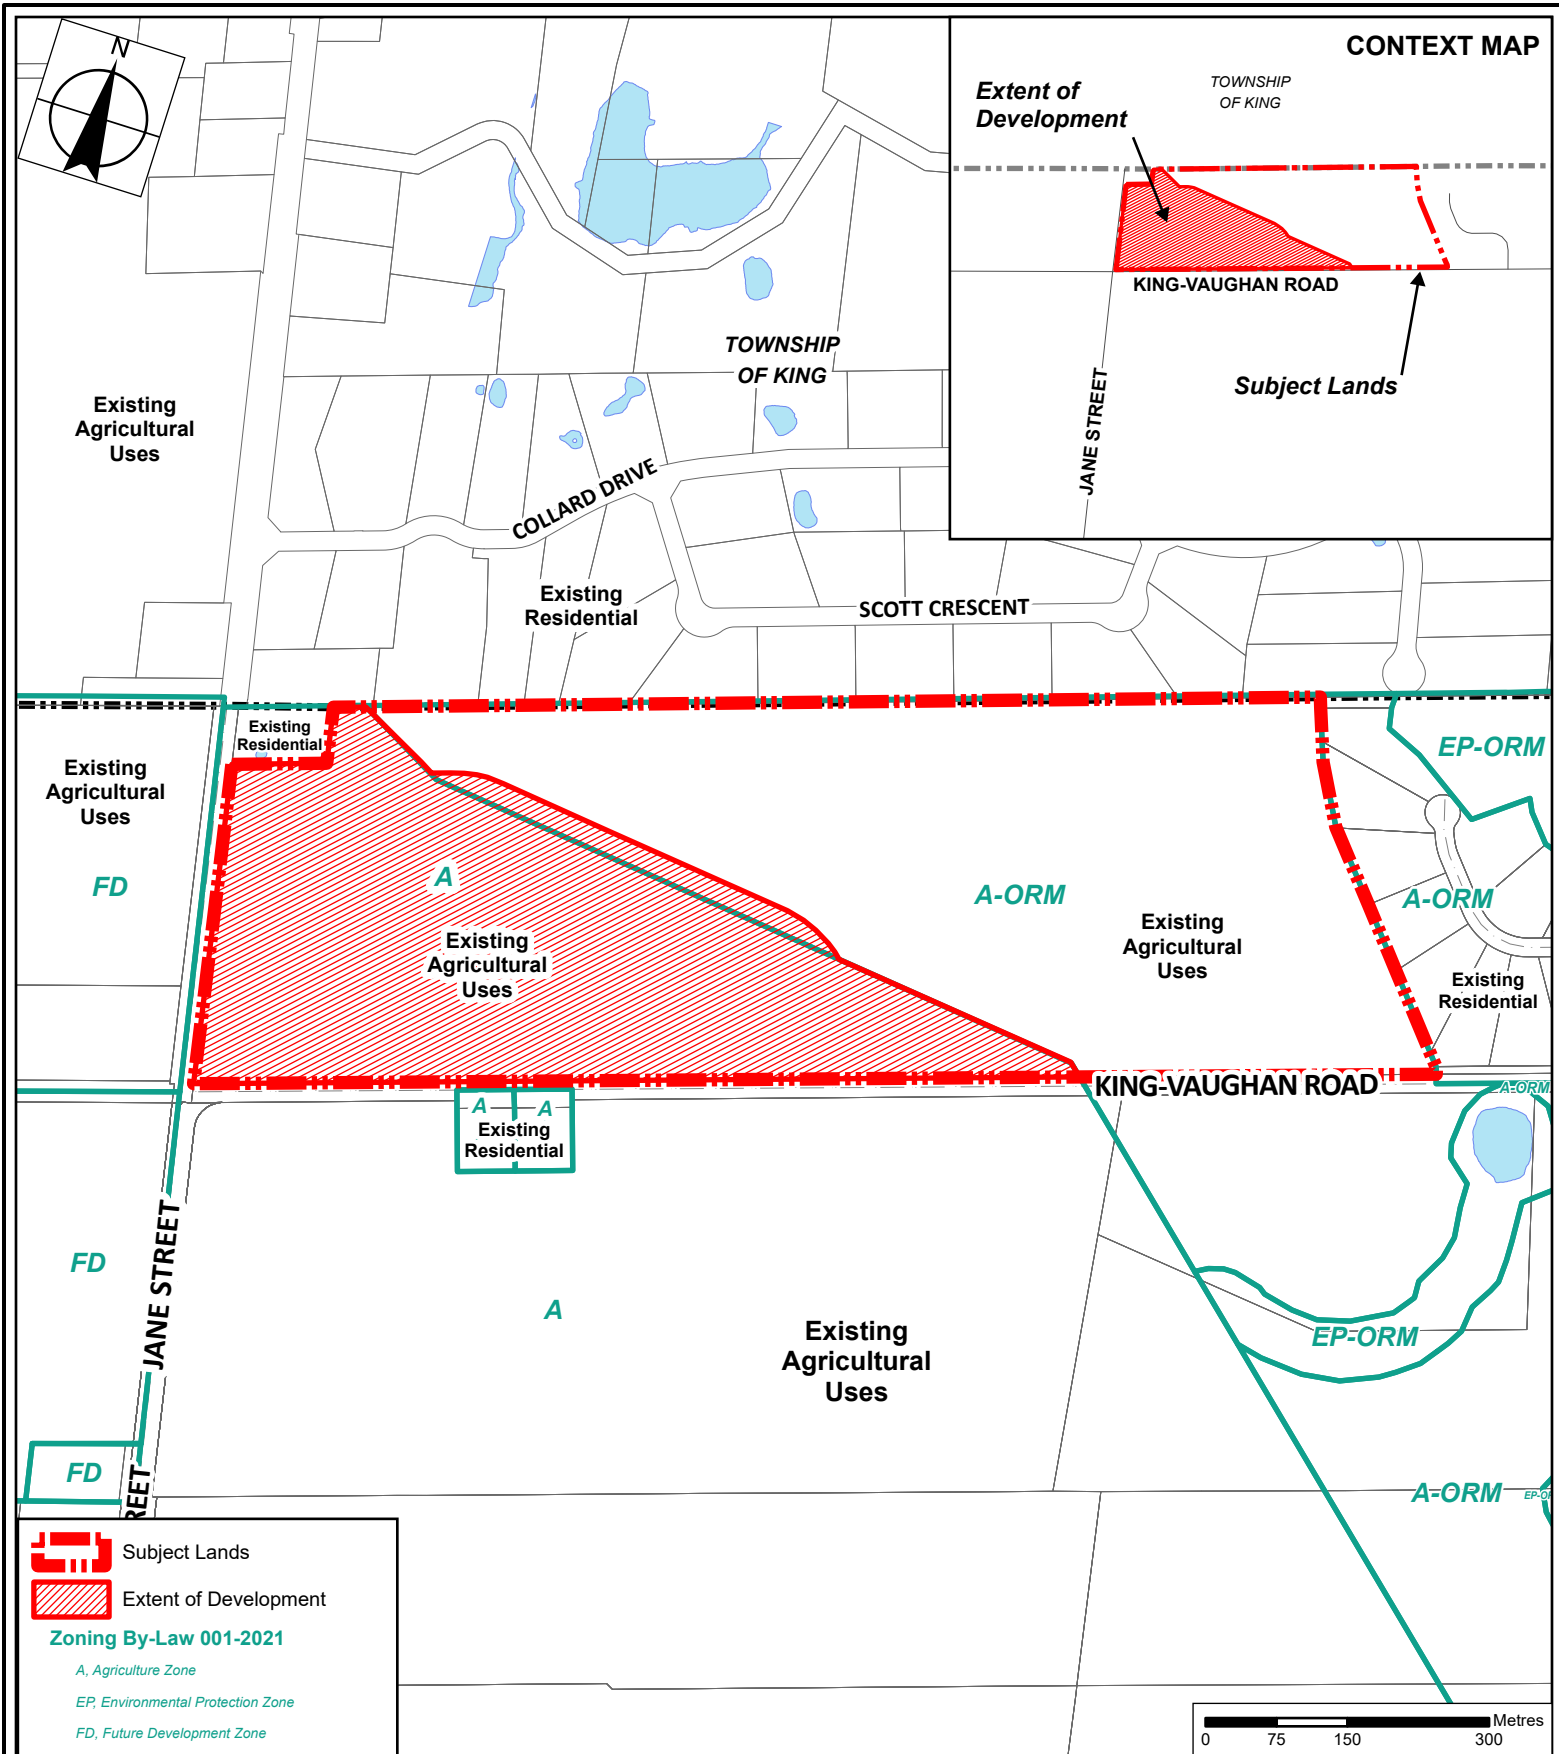 N
CONTEXT MAP
Extent of
Development
TOWNSHIP
OF KING
KING-VAUGHAN ROAD
JANE STREET
Subject Lands
TOWNSHIP
OF KING
Existing
Agricultural
Uses
COLLARD DRIVE
Existing
Residential
SCOTT CRESCENT
Existing
Residential
Existing
Agricultural
Uses
FD
A
Existing
Agricultural
Uses
A-ORM
Existing
Agricultural
Uses
EP-ORM
A-ORM
Existing
Residential
KING-VAUGHAN ROAD
A-ORM
A
A
Existing
Residential
FD
JANE STREET
A
Existing
Agricultural
Uses
EP-ORM
FD
REET
A-ORM
EP-OR
Subject Lands
Extent of Development
Zoning By-Law 001-2021
A, Agriculture Zone
EP, Environmental Protection Zone
FD, Future Development Zone
Metres
0 75 150 300